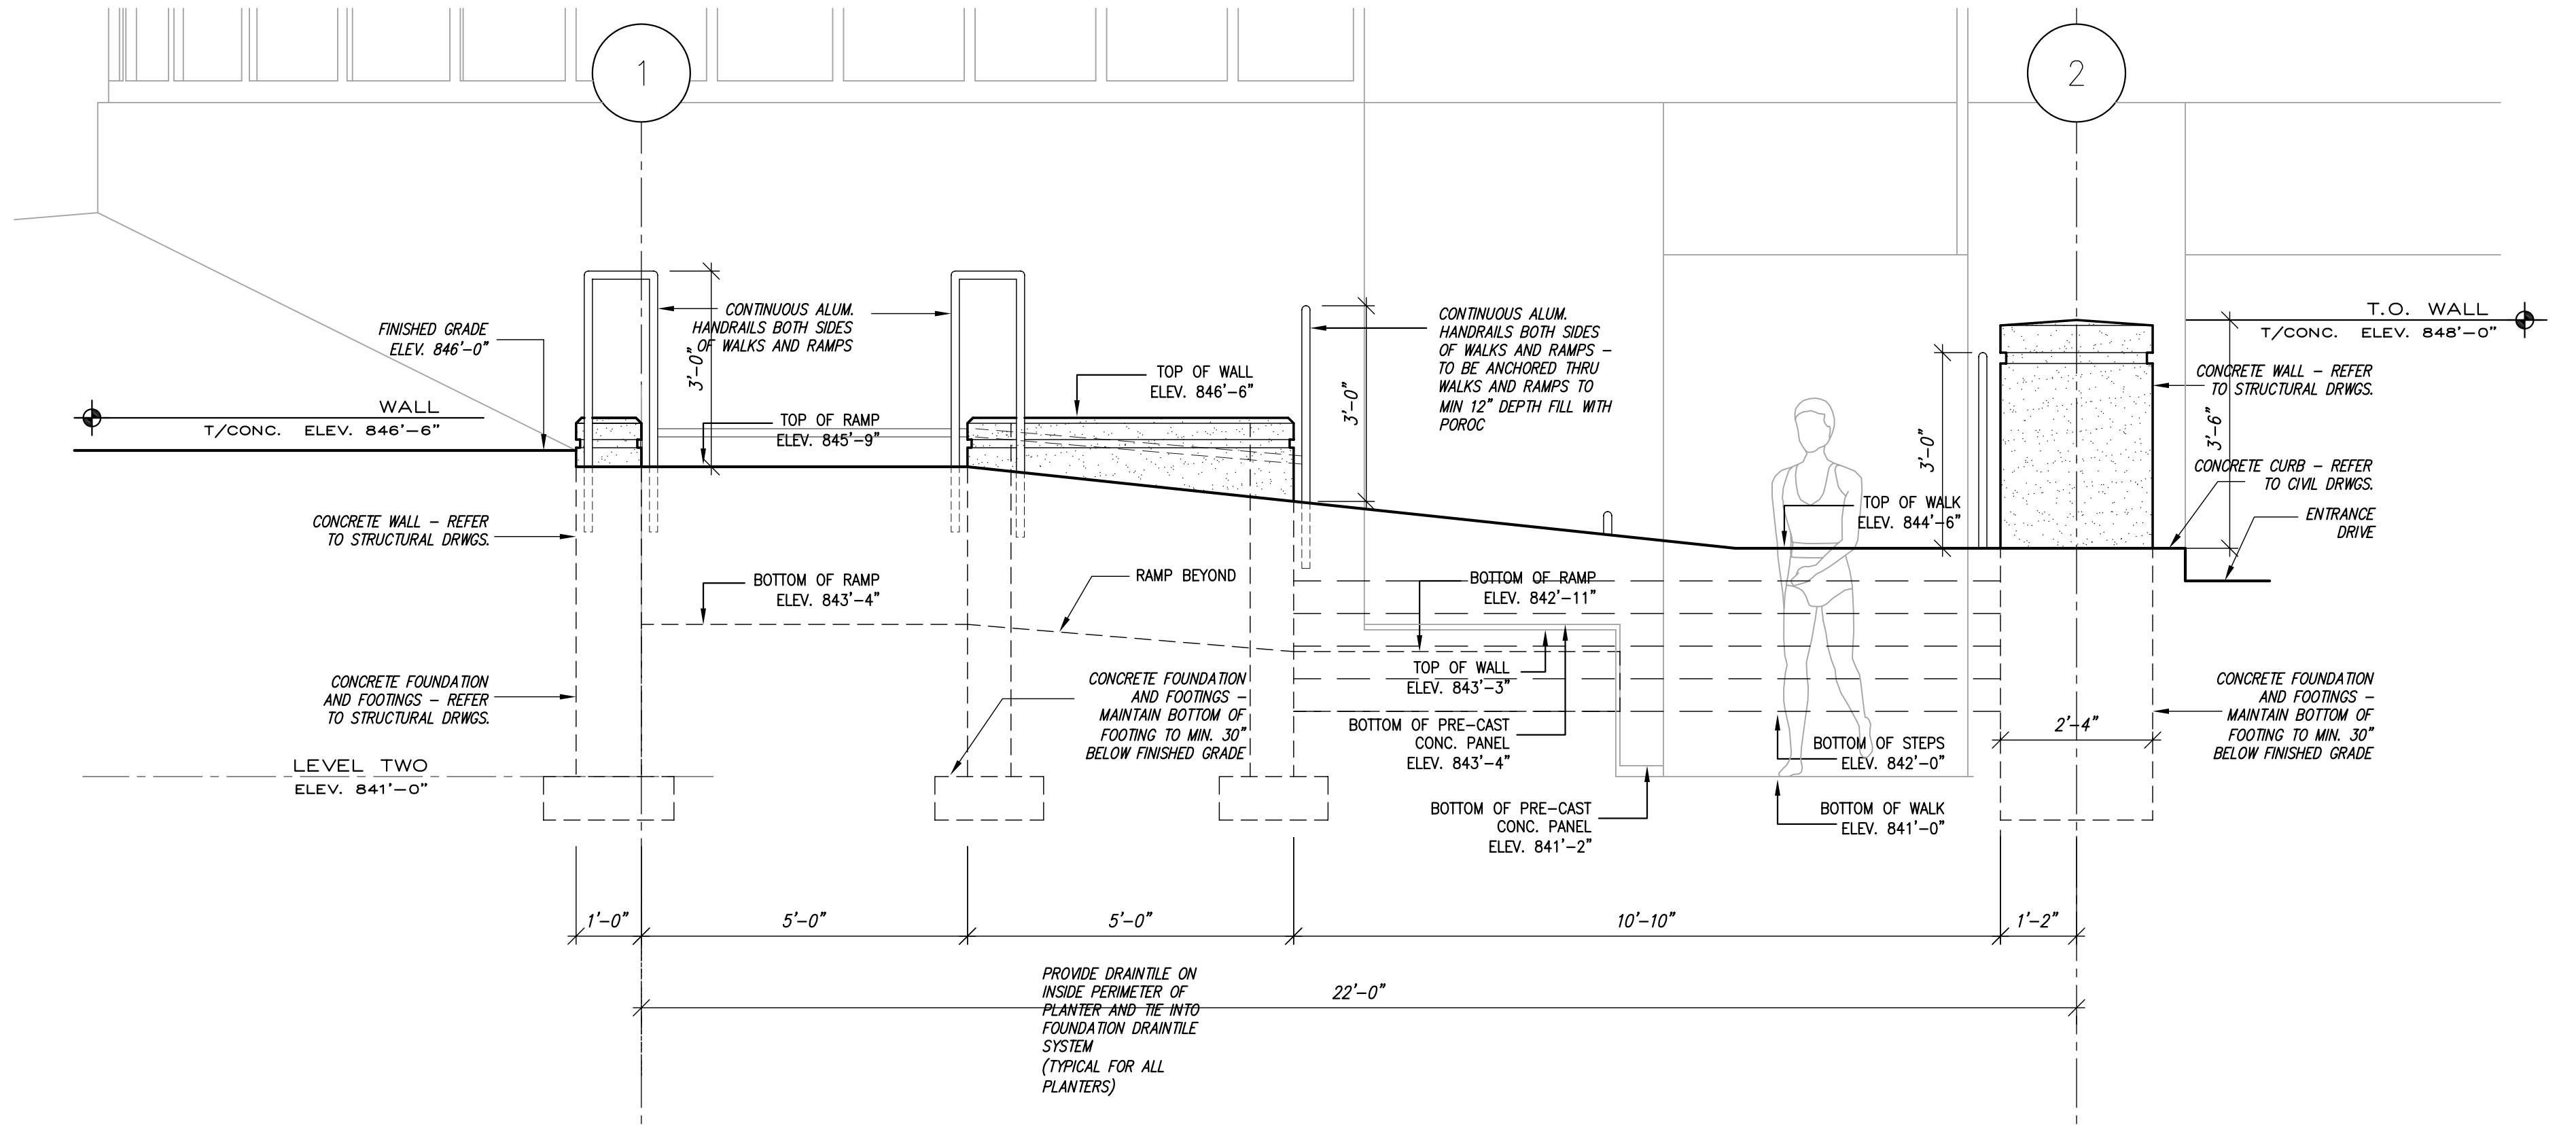 1
2
CONTINUOUS ALUM.
HANDRAILS BOTH SIDES
OF WALKS AND RAMPS
3'-0"
FINISHED GRADE
ELEV. 846'-0"
WALL
T/CONC. ELEV. 846'-6"
TOP OF RAMP
ELEV. 845'-9"
TOP OF WALL
ELEV. 846'-6"
3'-0"
CONTINUOUS ALUM.
HANDRAILS BOTH SIDES
OF WALKS AND RAMPS –
TO BE ANCHORED THRU
WALKS AND RAMPS TO
MIN 12" DEPTH FILL WITH
POROC
T.O. WALL
T/CONC. ELEV. 848'-0"
CONCRETE WALL – REFER
TO STRUCTURAL DRWGS.
3'-6"
3'-0"
CONCRETE CURB – REFER
TO CIVIL DRWGS.
ENTRANCE
DRIVE
TOP OF WALK
ELEV. 844'-6"
CONCRETE WALL – REFER
TO STRUCTURAL DRWGS.
BOTTOM OF RAMP
ELEV. 843'-4"
RAMP BEYOND
BOTTOM OF RAMP
ELEV. 842'-11"
TOP OF WALL
ELEV. 843'-3"
CONCRETE FOUNDATION
AND FOOTINGS – REFER
TO STRUCTURAL DRWGS.
CONCRETE FOUNDATION
AND FOOTINGS –
MAINTAIN BOTTOM OF
FOOTING TO MIN. 30"
BELOW FINISHED GRADE
BOTTOM OF PRE-CAST
CONC. PANEL
ELEV. 843'-4"
BOTTOM OF STEPS
ELEV. 842'-0"
2'-4"
CONCRETE FOUNDATION
AND FOOTINGS –
MAINTAIN BOTTOM OF
FOOTING TO MIN. 30"
BELOW FINISHED GRADE
LEVEL TWO
ELEV. 841'-0"
BOTTOM OF PRE-CAST
CONC. PANEL
ELEV. 841'-2"
BOTTOM OF WALK
ELEV. 841'-0"
1'-0"
5'-0"
5'-0"
10'-10"
1'-2"
22'-0"
PROVIDE DRAINTILE ON
INSIDE PERIMETER OF
PLANTER AND TIE INTO
FOUNDATION DRAINTILE
SYSTEM
(TYPICAL FOR ALL
PLANTERS)